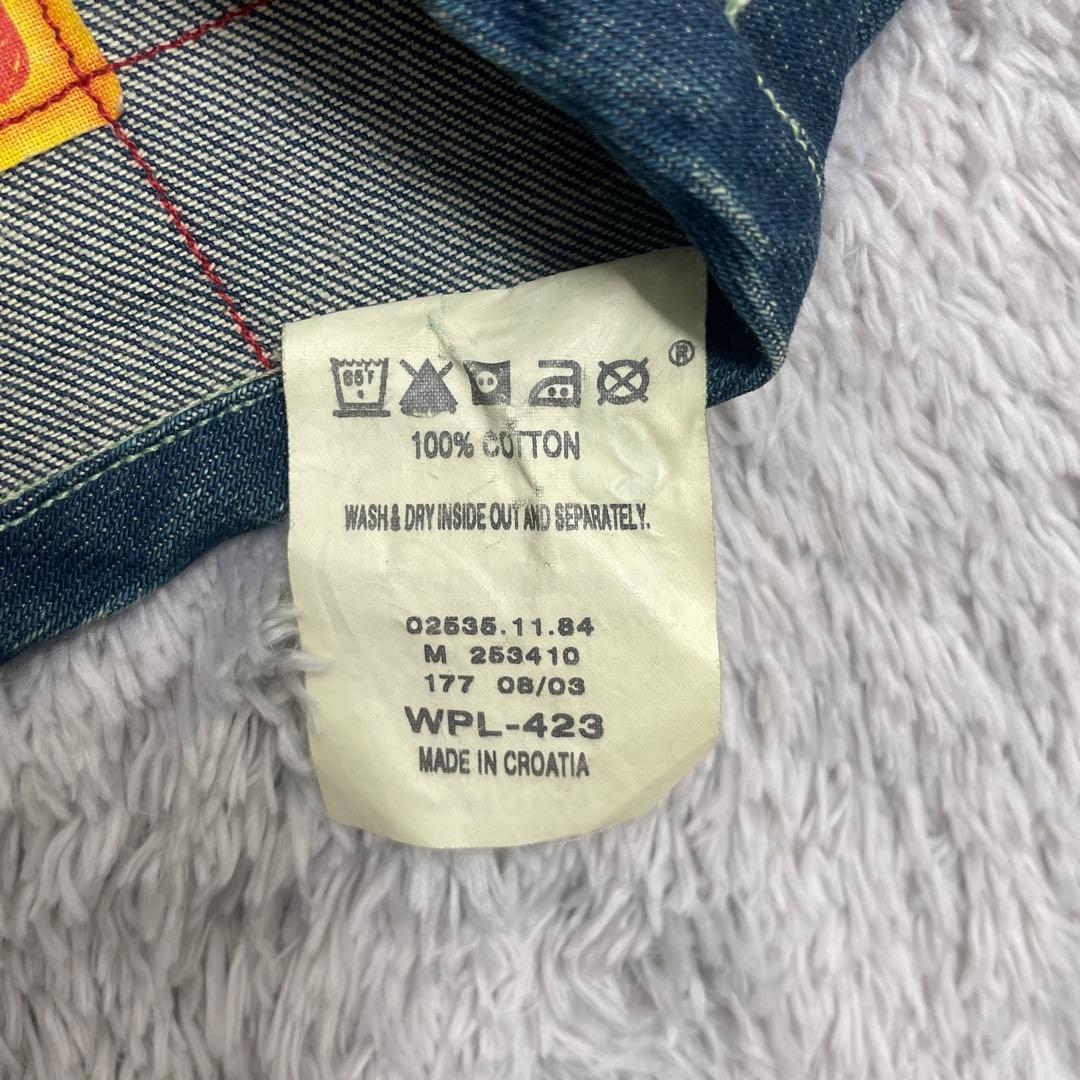 85°F ®
100% COTTON
WASH & DRY INSIDE OUT AND SEPARATELY.
02535.11.84
M 253410
177 08/03
WPL-423
MADE IN CROATIA